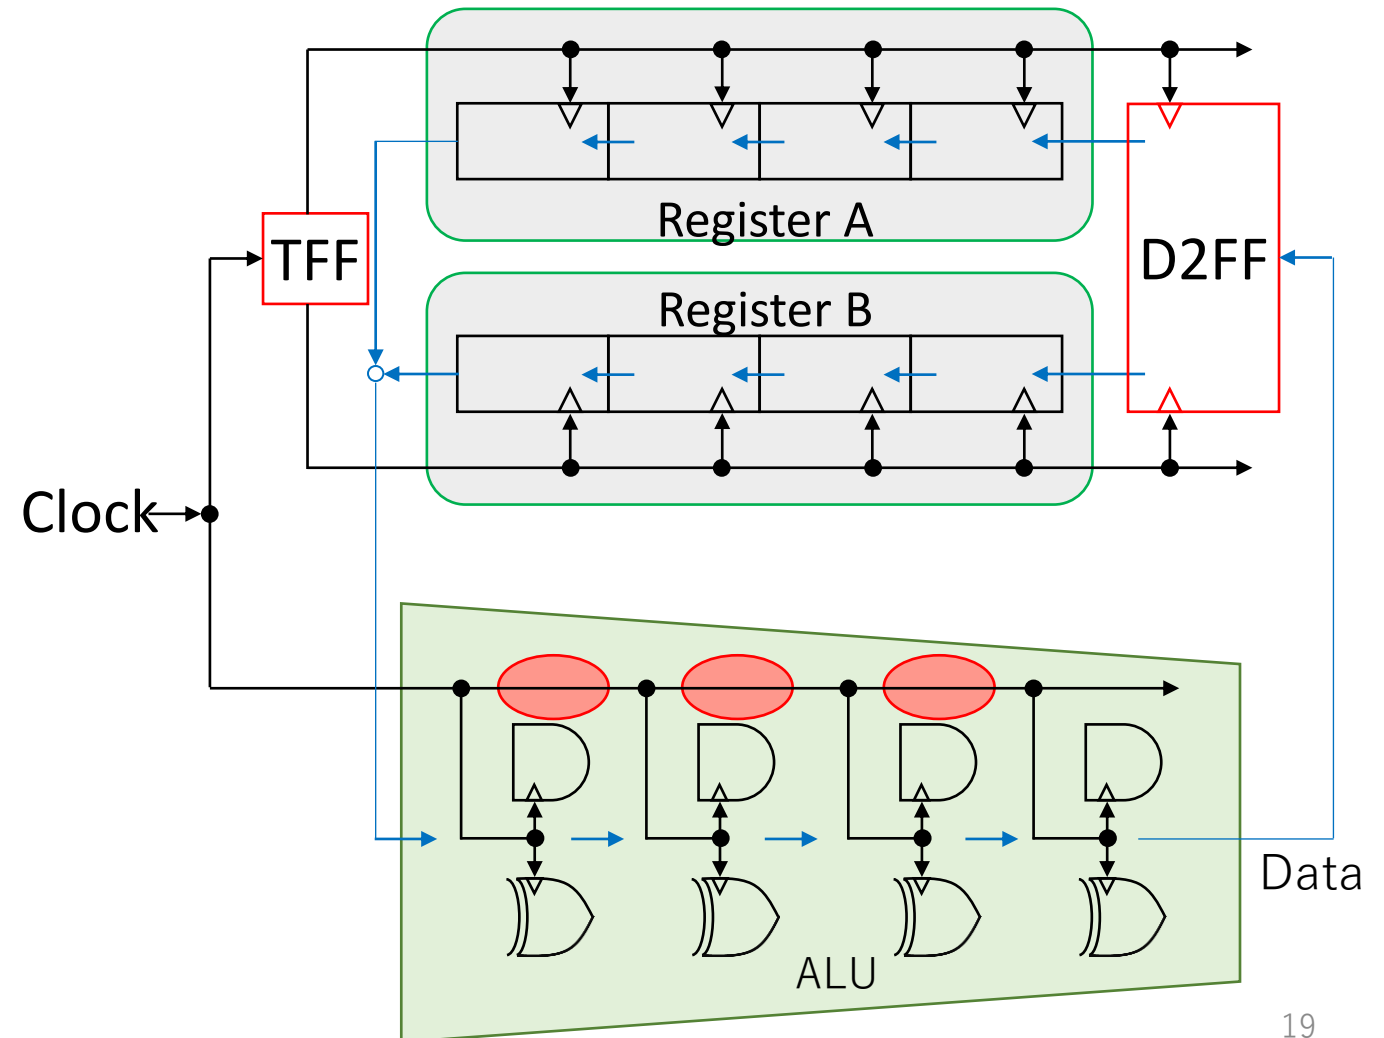 Register A
TFF
D2FF
Register B
Clock
Data
ALU
19